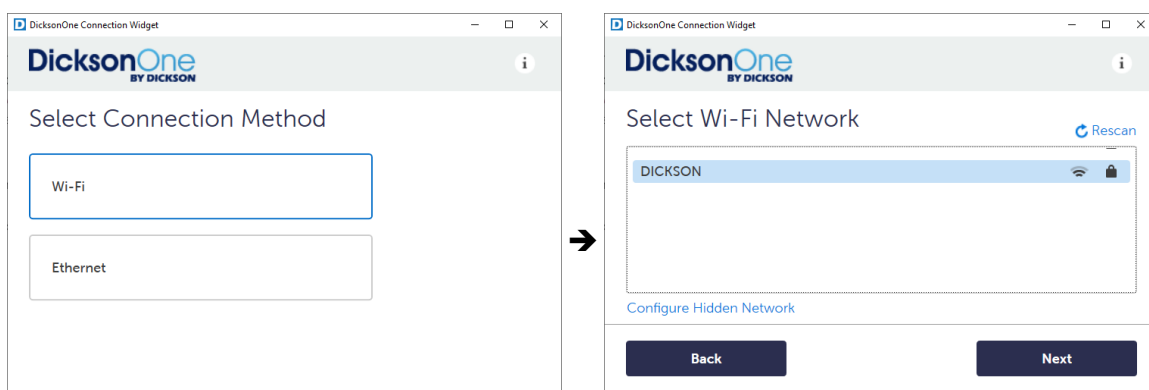 DicksonOne Connection Widget
DicksonOne
BY DICKSON
i
Select Connection Method
Wi-Fi
Ethernet
DicksonOne Connection Widget
DicksonOne
BY DICKSON
i
Select Wi-Fi Network
Rescan
DICKSON
Configure Hidden Network
Back
Next